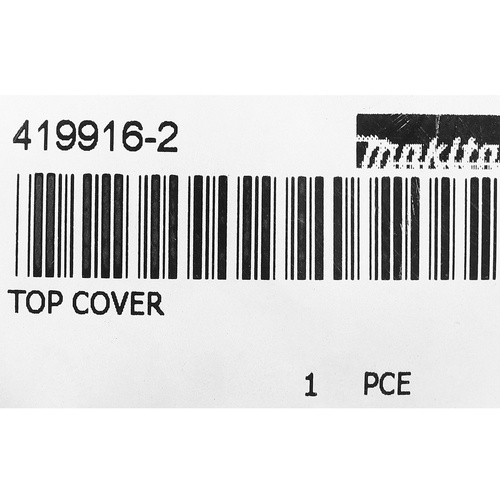 419916-2
makita
TOP COVER
1 PCE